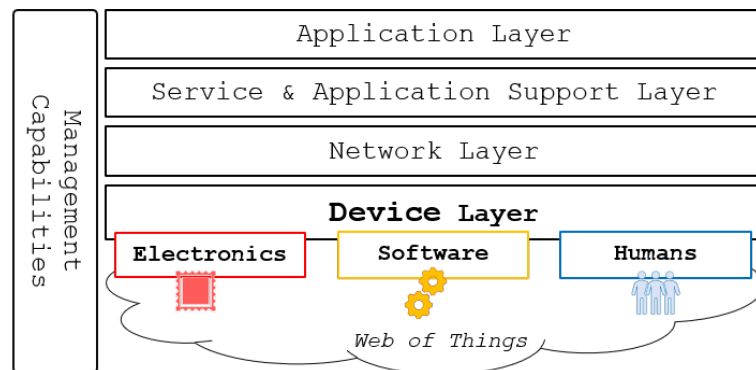 Management
Capabilities
Application Layer
Service & Application Support Layer
Network Layer
Device Layer
Electronics
Software
Humans
Web of Things